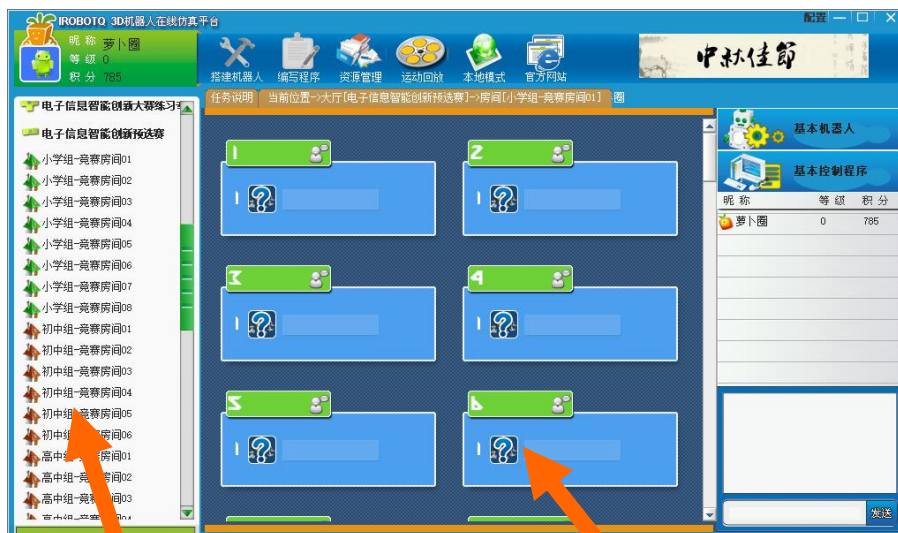 IROBOTQ 3D机器人在线仿真平台
配置
昵 称 萝卜圈
等 级 0
积 分 785
搭建机器人 编写程序 资源管理 运动回放 本地模式 官方网站
中秋佳节
任务说明 当前位置->大厅[电子信息智能创新预选赛]->房间[小学组-竞赛房间01] 圈
电子信息智能创新大赛练习
电子信息智能创新预选赛
小学组-竞赛房间01
小学组-竞赛房间02
小学组-竞赛房间03
小学组-竞赛房间04
小学组-竞赛房间05
小学组-竞赛房间06
小学组-竞赛房间07
小学组-竞赛房间08
初中组-竞赛房间01
初中组-竞赛房间02
初中组-竞赛房间03
初中组-竞赛房间04
初中组-竞赛房间05
初中组 房间06
高中组 房间01
高中组 房间02
高中组-竞 间03
1
1
2
1
3
1
4
1
5
1
6
1
基本机器人
基本控制程序
昵 称 等 级 积 分
萝卜圈 0 785
发送